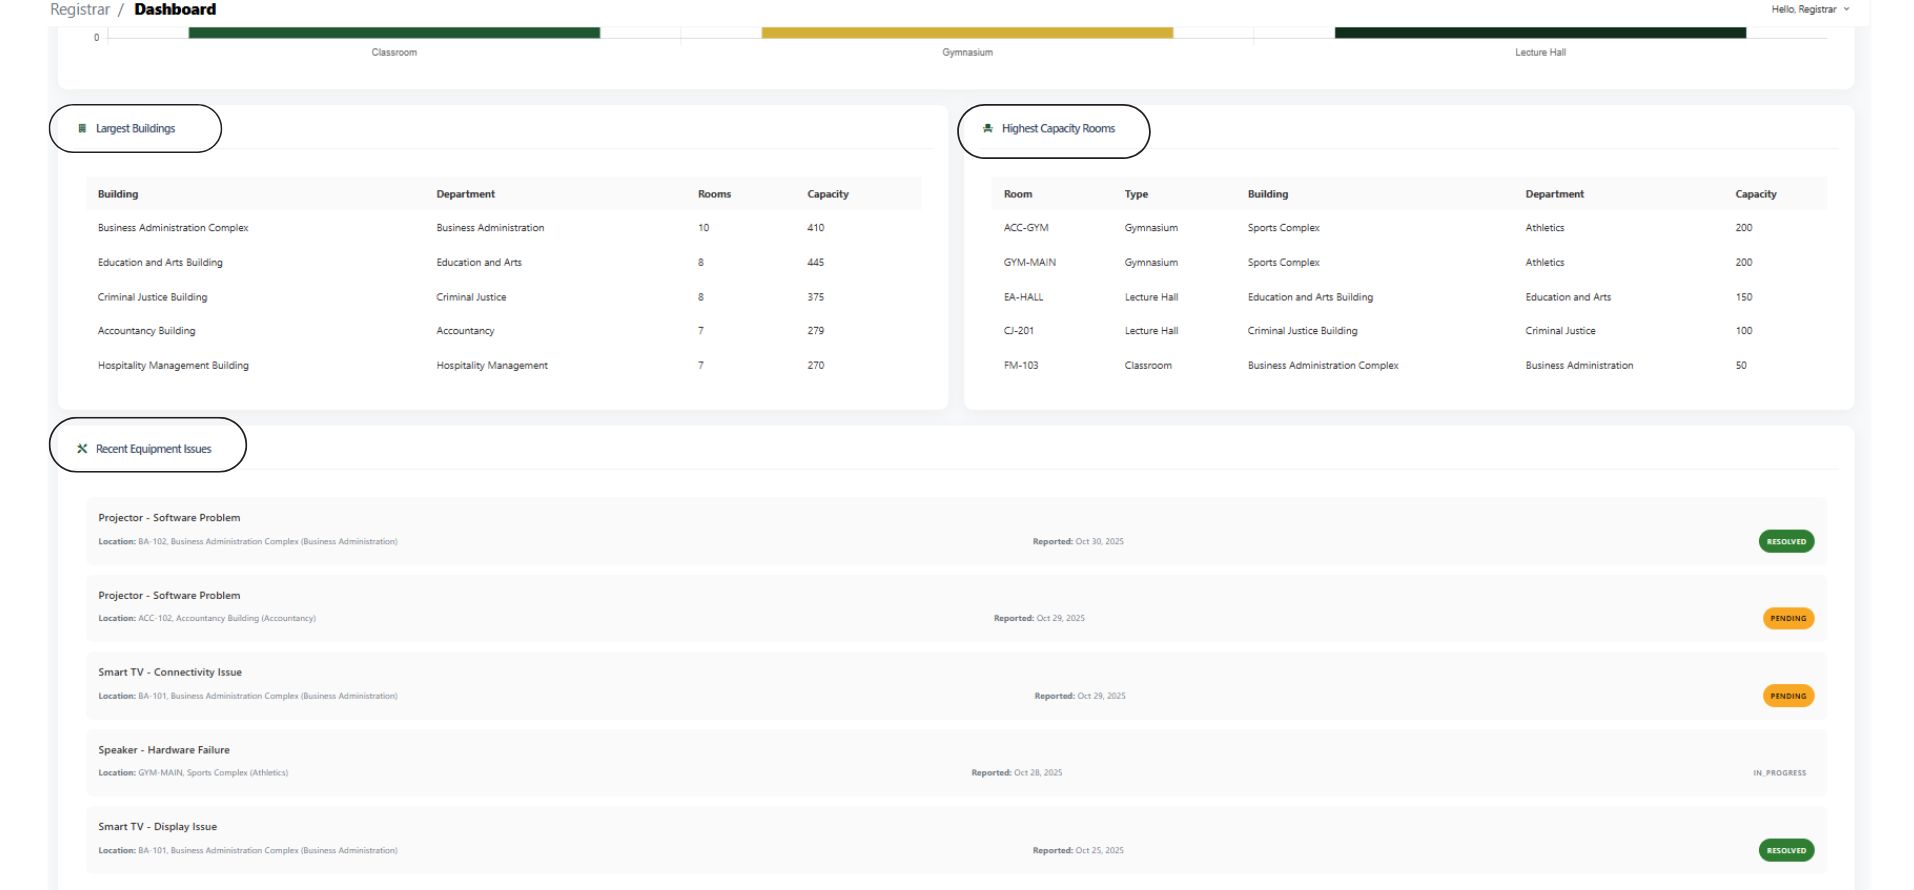 Registrar / Dashboard
Hello, Registrar
0
Classroom Gymnasium Lecture Hall
Largest Buildings
Building Department Rooms Capacity
Business Administration Complex Business Administration 10 410
Education and Arts Building Education and Arts 8 445
Criminal Justice Building Criminal Justice 8 375
Accountancy Building Accountancy 7 279
Hospitality Management Building Hospitality Management 7 270
Highest Capacity Rooms
Room Type Building Department Capacity
ACC-GYM Gymnasium Sports Complex Athletics 200
GYM-MAIN Gymnasium Sports Complex Athletics 200
EA-HALL Lecture Hall Education and Arts Building Education and Arts 150
CJ-201 Lecture Hall Criminal Justice Building Criminal Justice 100
FM-103 Classroom Business Administration Complex Business Administration 50
Recent Equipment Issues
Projector - Software Problem
Location: BA-102, Business Administration Complex (Business Administration) Reported: Oct 30, 2025 RESOLVED
Projector - Software Problem
Location: ACC-102, Accountancy Building (Accountancy) Reported: Oct 29, 2025 PENDING
Smart TV - Connectivity Issue
Location: BA-101, Business Administration Complex (Business Administration) Reported: Oct 29, 2025 PENDING
Speaker - Hardware Failure
Location: GYM-MAIN, Sports Complex (Athletics) Reported: Oct 28, 2025 IN_PROGRESS
Smart TV - Display Issue
Location: BA-101, Business Administration Complex (Business Administration) Reported: Oct 25, 2025 RESOLVED